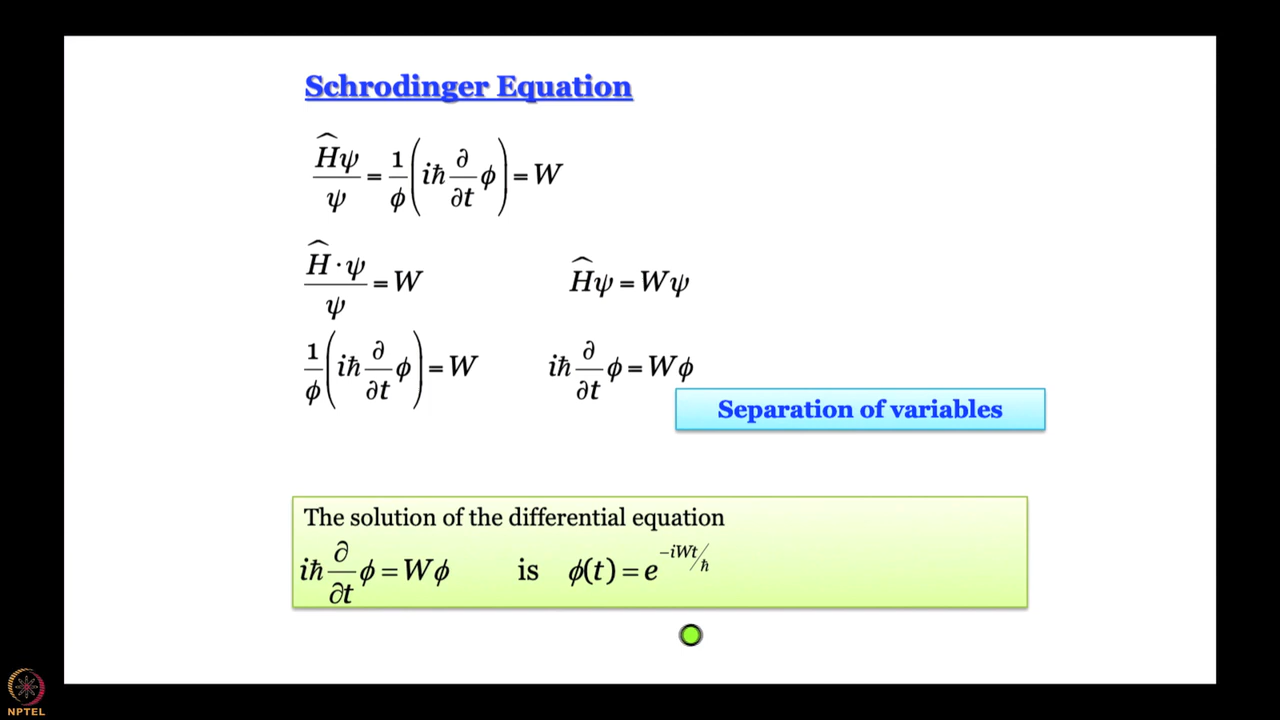 Schrodinger Equation
Ĥψ/ψ = 1/ϕ (iħ ∂/∂t ϕ) = W
Ĥ·ψ/ψ = W    Ĥψ = Wψ
1/ϕ (iħ ∂/∂t ϕ) = W    iħ ∂/∂t ϕ = Wϕ
Separation of variables
The solution of the differential equation
iħ ∂/∂t ϕ = Wϕ    is    ϕ(t) = e^(-iWt/ħ)
NPTEL